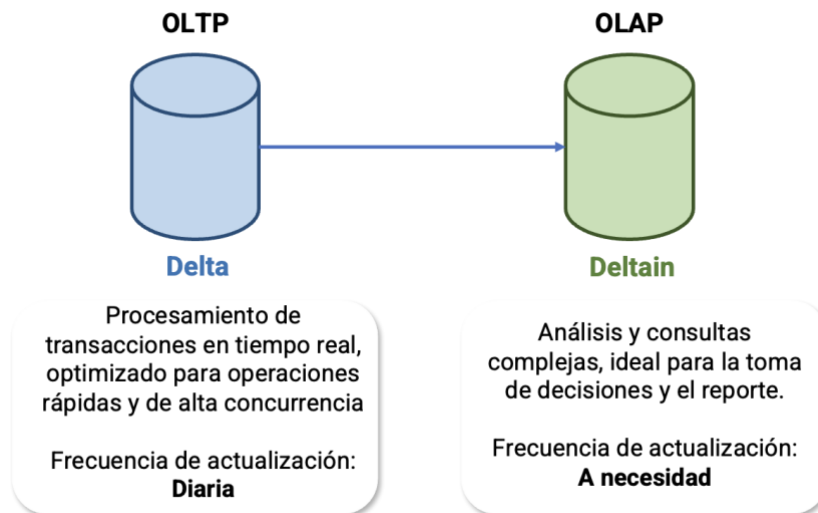 OLTP
OLAP
Delta
Deltain
Procesamiento de
transacciones en tiempo real,
optimizado para operaciones
rápidas y de alta concurrencia
Frecuencia de actualización:
Diaria
Análisis y consultas
complejas, ideal para la toma
de decisiones y el reporte.
Frecuencia de actualización:
A necesidad